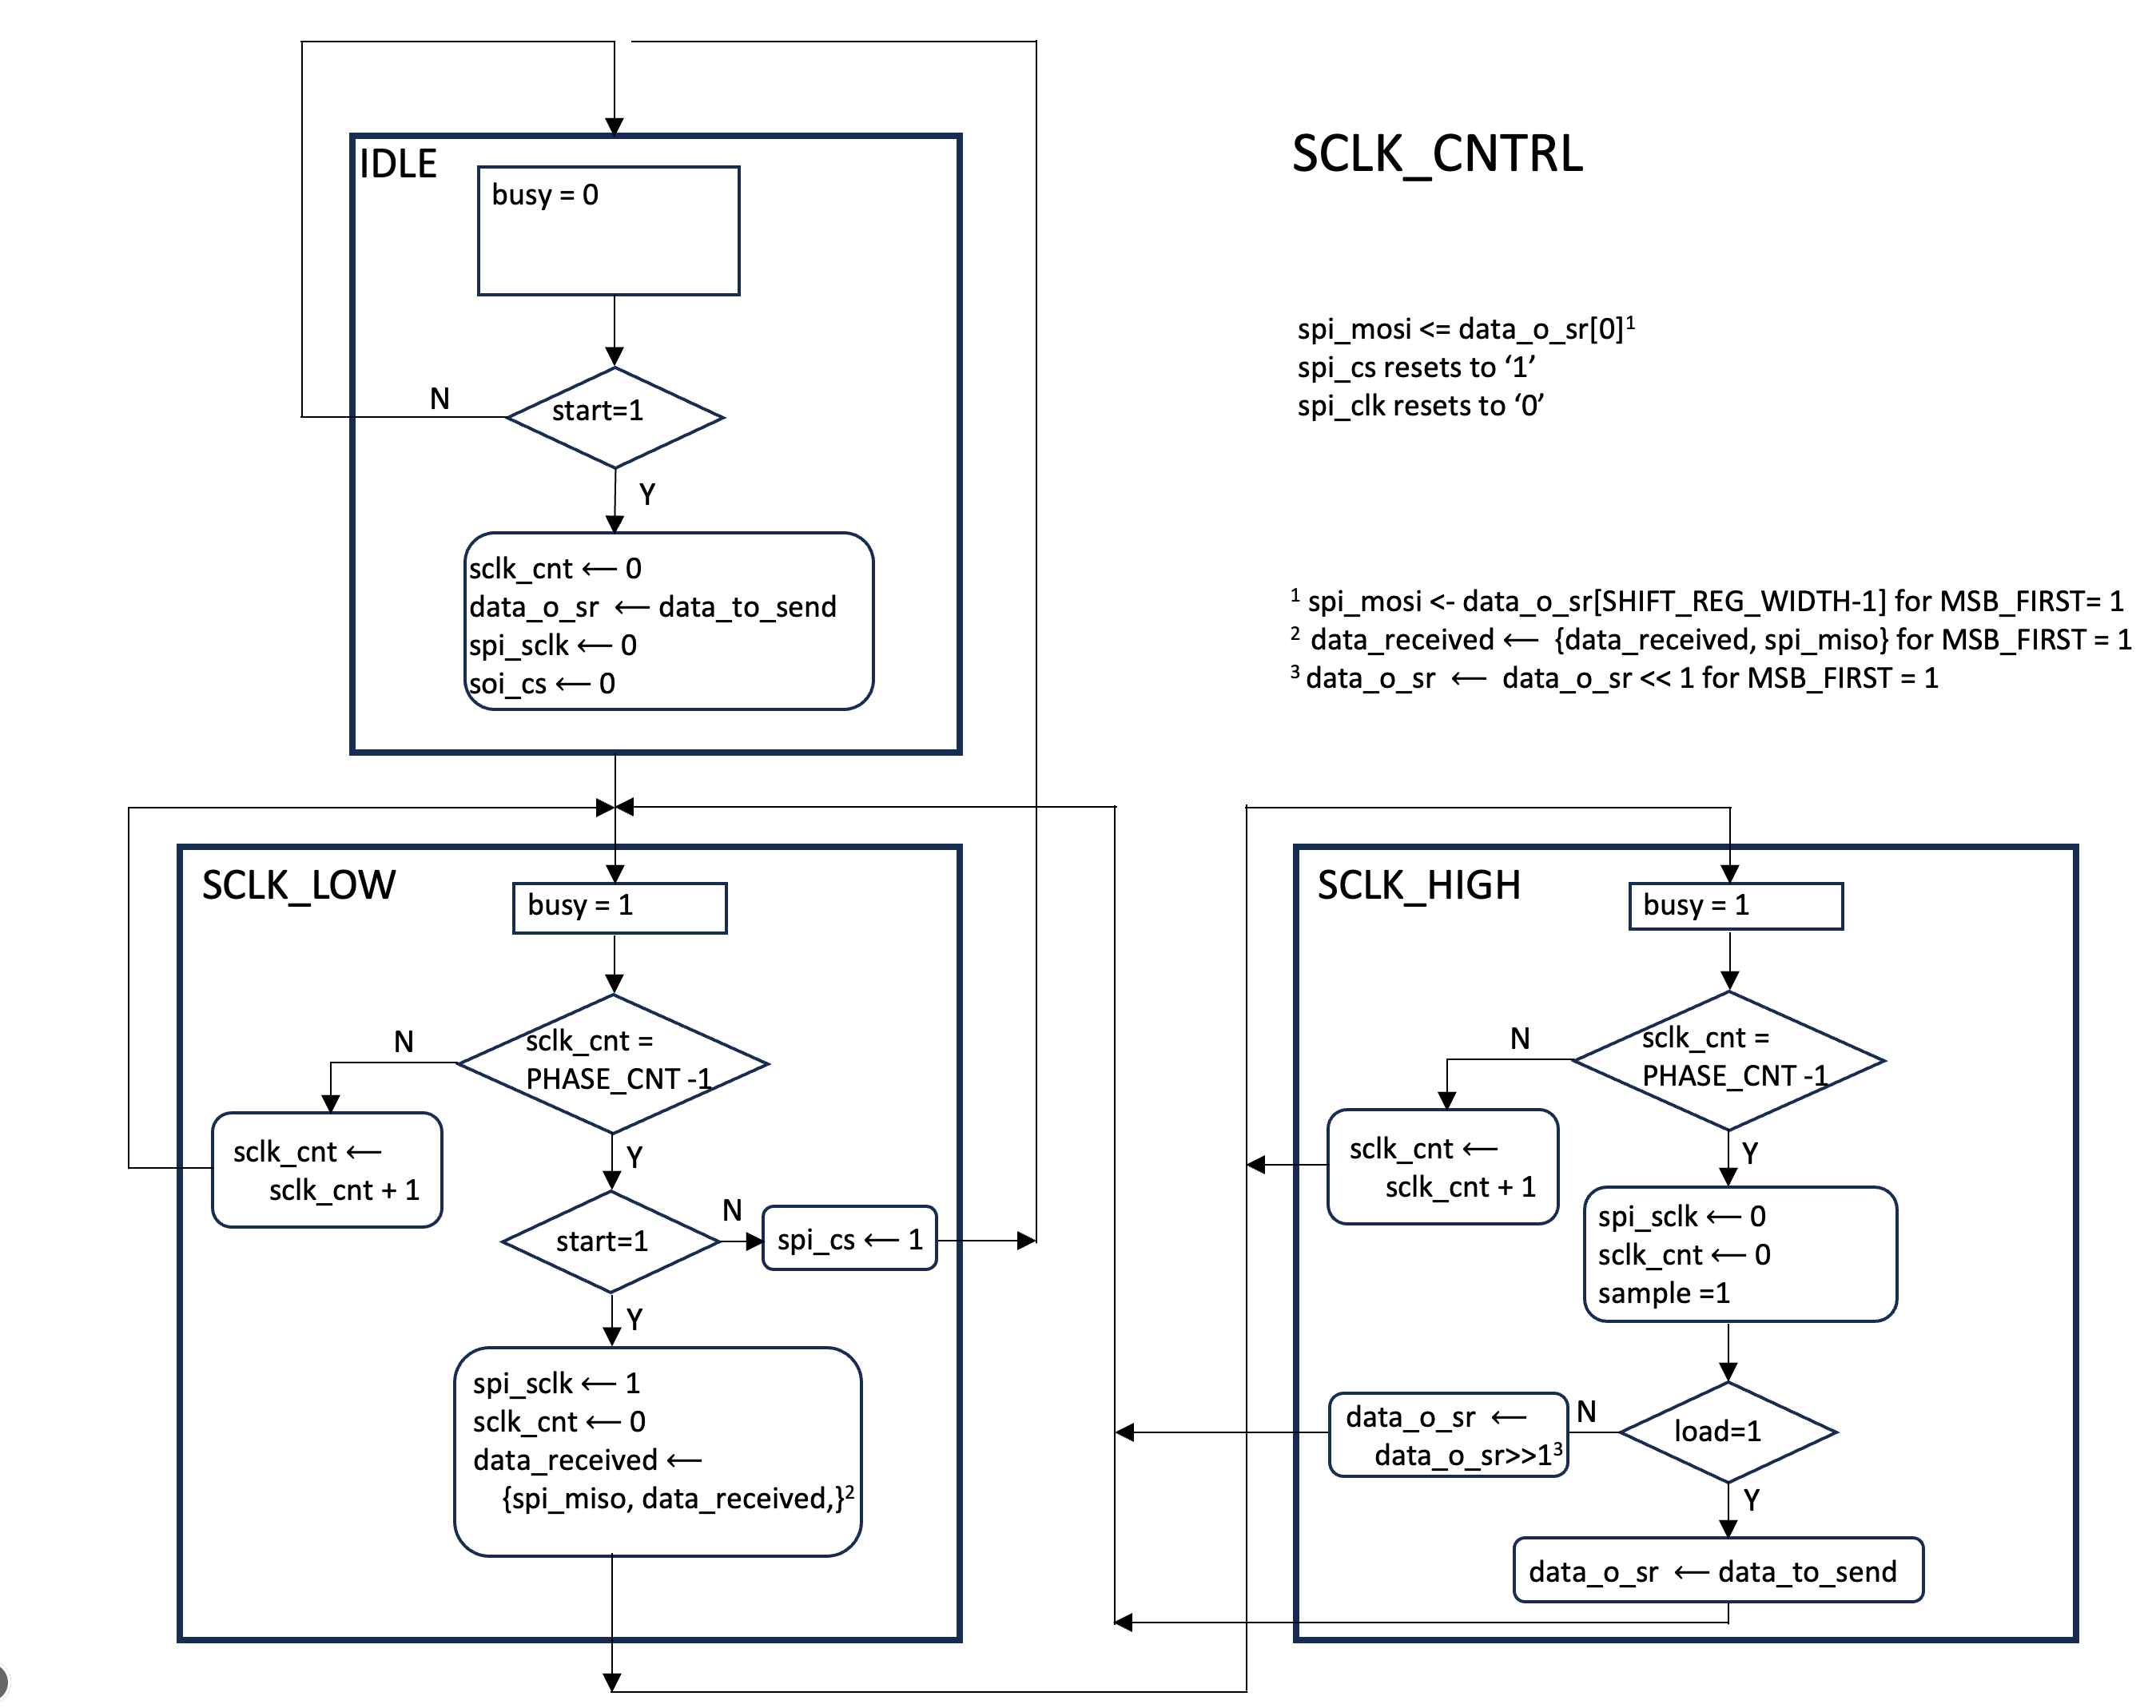 IDLE
busy = 0
N
start=1
Y
sclk_cnt ⟵ 0
data_o_sr ⟵ data_to_send
spi_sclk ⟵ 0
soi_cs ⟵ 0
SCLK_CNTRL
spi_mosi <= data_o_sr[0]¹
spi_cs resets to ‘1’
spi_clk resets to ‘0’
¹ spi_mosi <- data_o_sr[SHIFT_REG_WIDTH-1] for MSB_FIRST= 1
² data_received ⟵ {data_received, spi_miso} for MSB_FIRST = 1
³ data_o_sr ⟵ data_o_sr << 1 for MSB_FIRST = 1
SCLK_LOW
busy = 1
N
sclk_cnt =
PHASE_CNT -1
sclk_cnt ⟵
sclk_cnt + 1
Y
start=1
N
spi_cs ⟵ 1
Y
spi_sclk ⟵ 1
sclk_cnt ⟵ 0
data_received ⟵
{spi_miso, data_received,}²
SCLK_HIGH
busy = 1
N
sclk_cnt =
PHASE_CNT -1
sclk_cnt ⟵
sclk_cnt + 1
Y
spi_sclk ⟵ 0
sclk_cnt ⟵ 0
sample =1
data_o_sr ⟵
data_o_sr>>1³
N
load=1
Y
data_o_sr ⟵ data_to_send